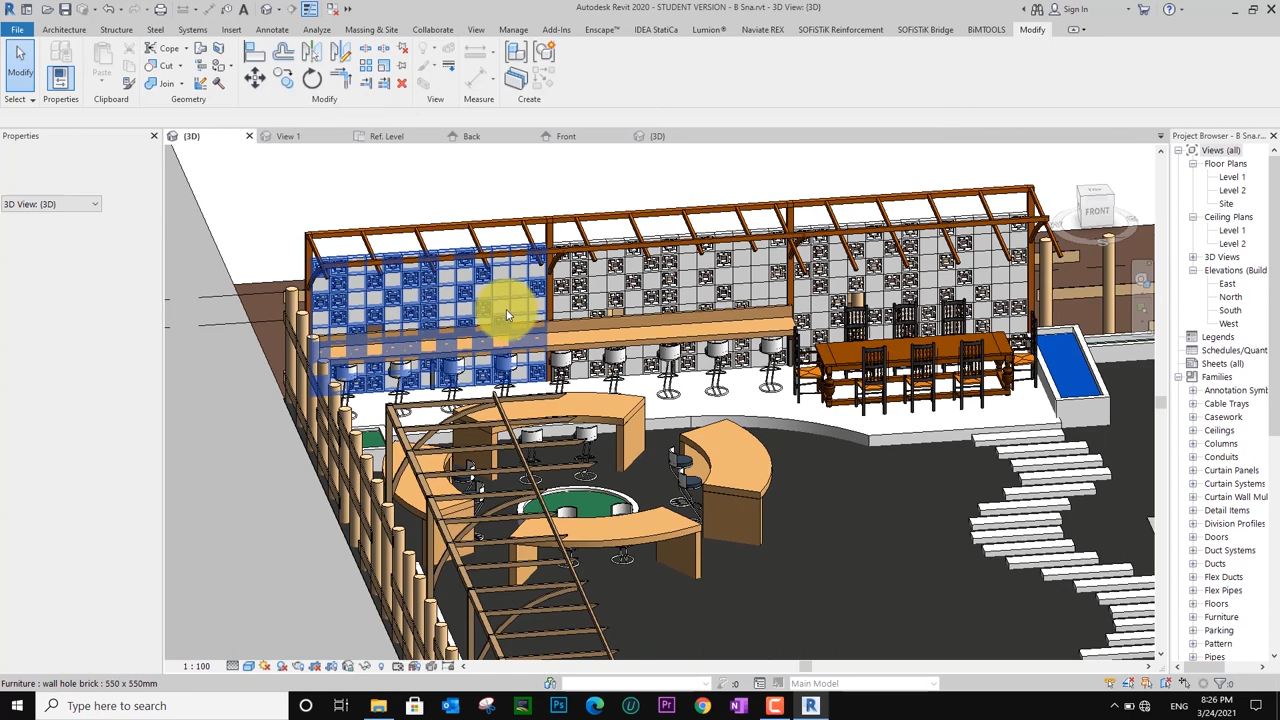 Autodesk Revit 2020 - STUDENT VERSION - B Sna.rvt - 3D View: {3D}
Sign In
File Architecture Structure Steel Systems Insert Annotate Analyze Massing & Site Collaborate View Manage Add-Ins Enscape™ IDEA StatiCa Lumion® Naviate REX SOFiSTiK Reinforcement SOFiSTiK Bridge BiMTOOLS Modify
Modify
Paste
Cope
Cut
Join
Select Properties Clipboard Geometry Modify View Measure Create
Properties
{3D} View 1 Ref. Level Back Front {3D}
Project Browser - B Sna.rvt
3D View: {3D}
FRONT
Views (all)
Floor Plans
Level 1
Level 2
Site
Ceiling Plans
Level 1
Level 2
3D Views
Elevations (Build
East
North
South
West
Legends
Schedules/Quant
Sheets (all)
Families
Annotation Symb
Cable Trays
Casework
Ceilings
Columns
Conduits
Curtain Panels
Curtain Systems
Curtain Wall Mul
Detail Items
Division Profiles
Doors
Duct Systems
Ducts
Flex Ducts
Flex Pipes
Floors
Furniture
Parking
Pattern
Pipes
1 : 100
Furniture : wall hole brick : 550 x 550mm
:0
Main Model
:0
Type here to search
ENG
8:26 PM
3/24/2021